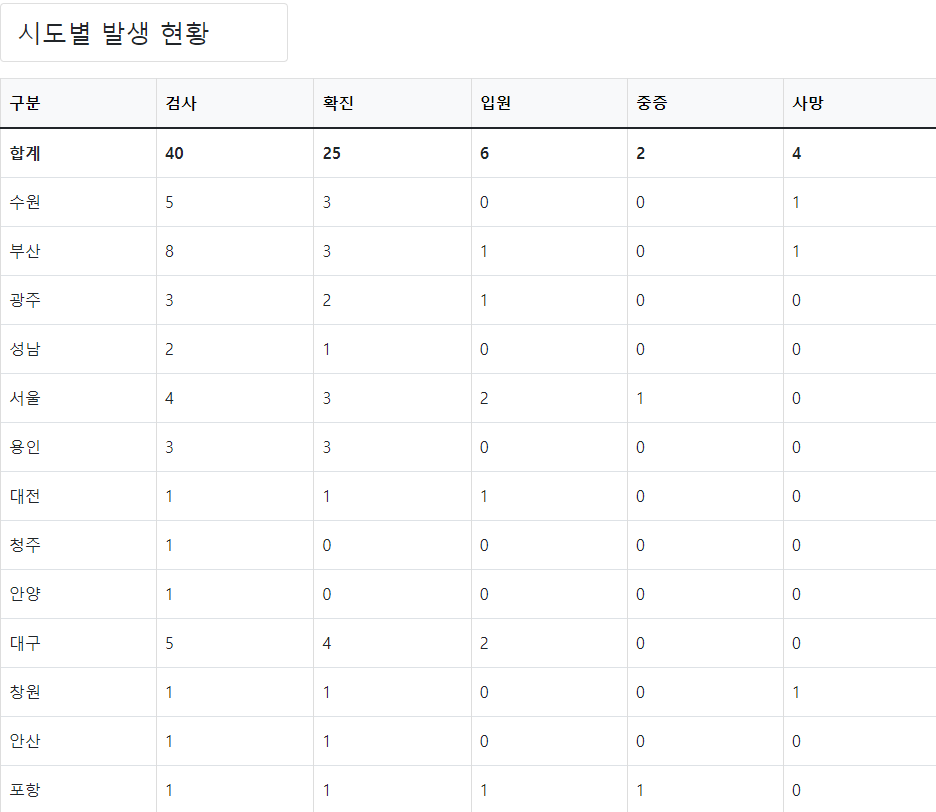 시도별 발생 현황
구분 검사 확진 입원 중증 사망
합계 40 25 6 2 4
수원 5 3 0 0 1
부산 8 3 1 0 1
광주 3 2 1 0 0
성남 2 1 0 0 0
서울 4 3 2 1 0
용인 3 3 0 0 0
대전 1 1 1 0 0
청주 1 0 0 0 0
안양 1 0 0 0 0
대구 5 4 2 0 0
창원 1 1 0 0 1
안산 1 1 0 0 0
포항 1 1 1 1 0